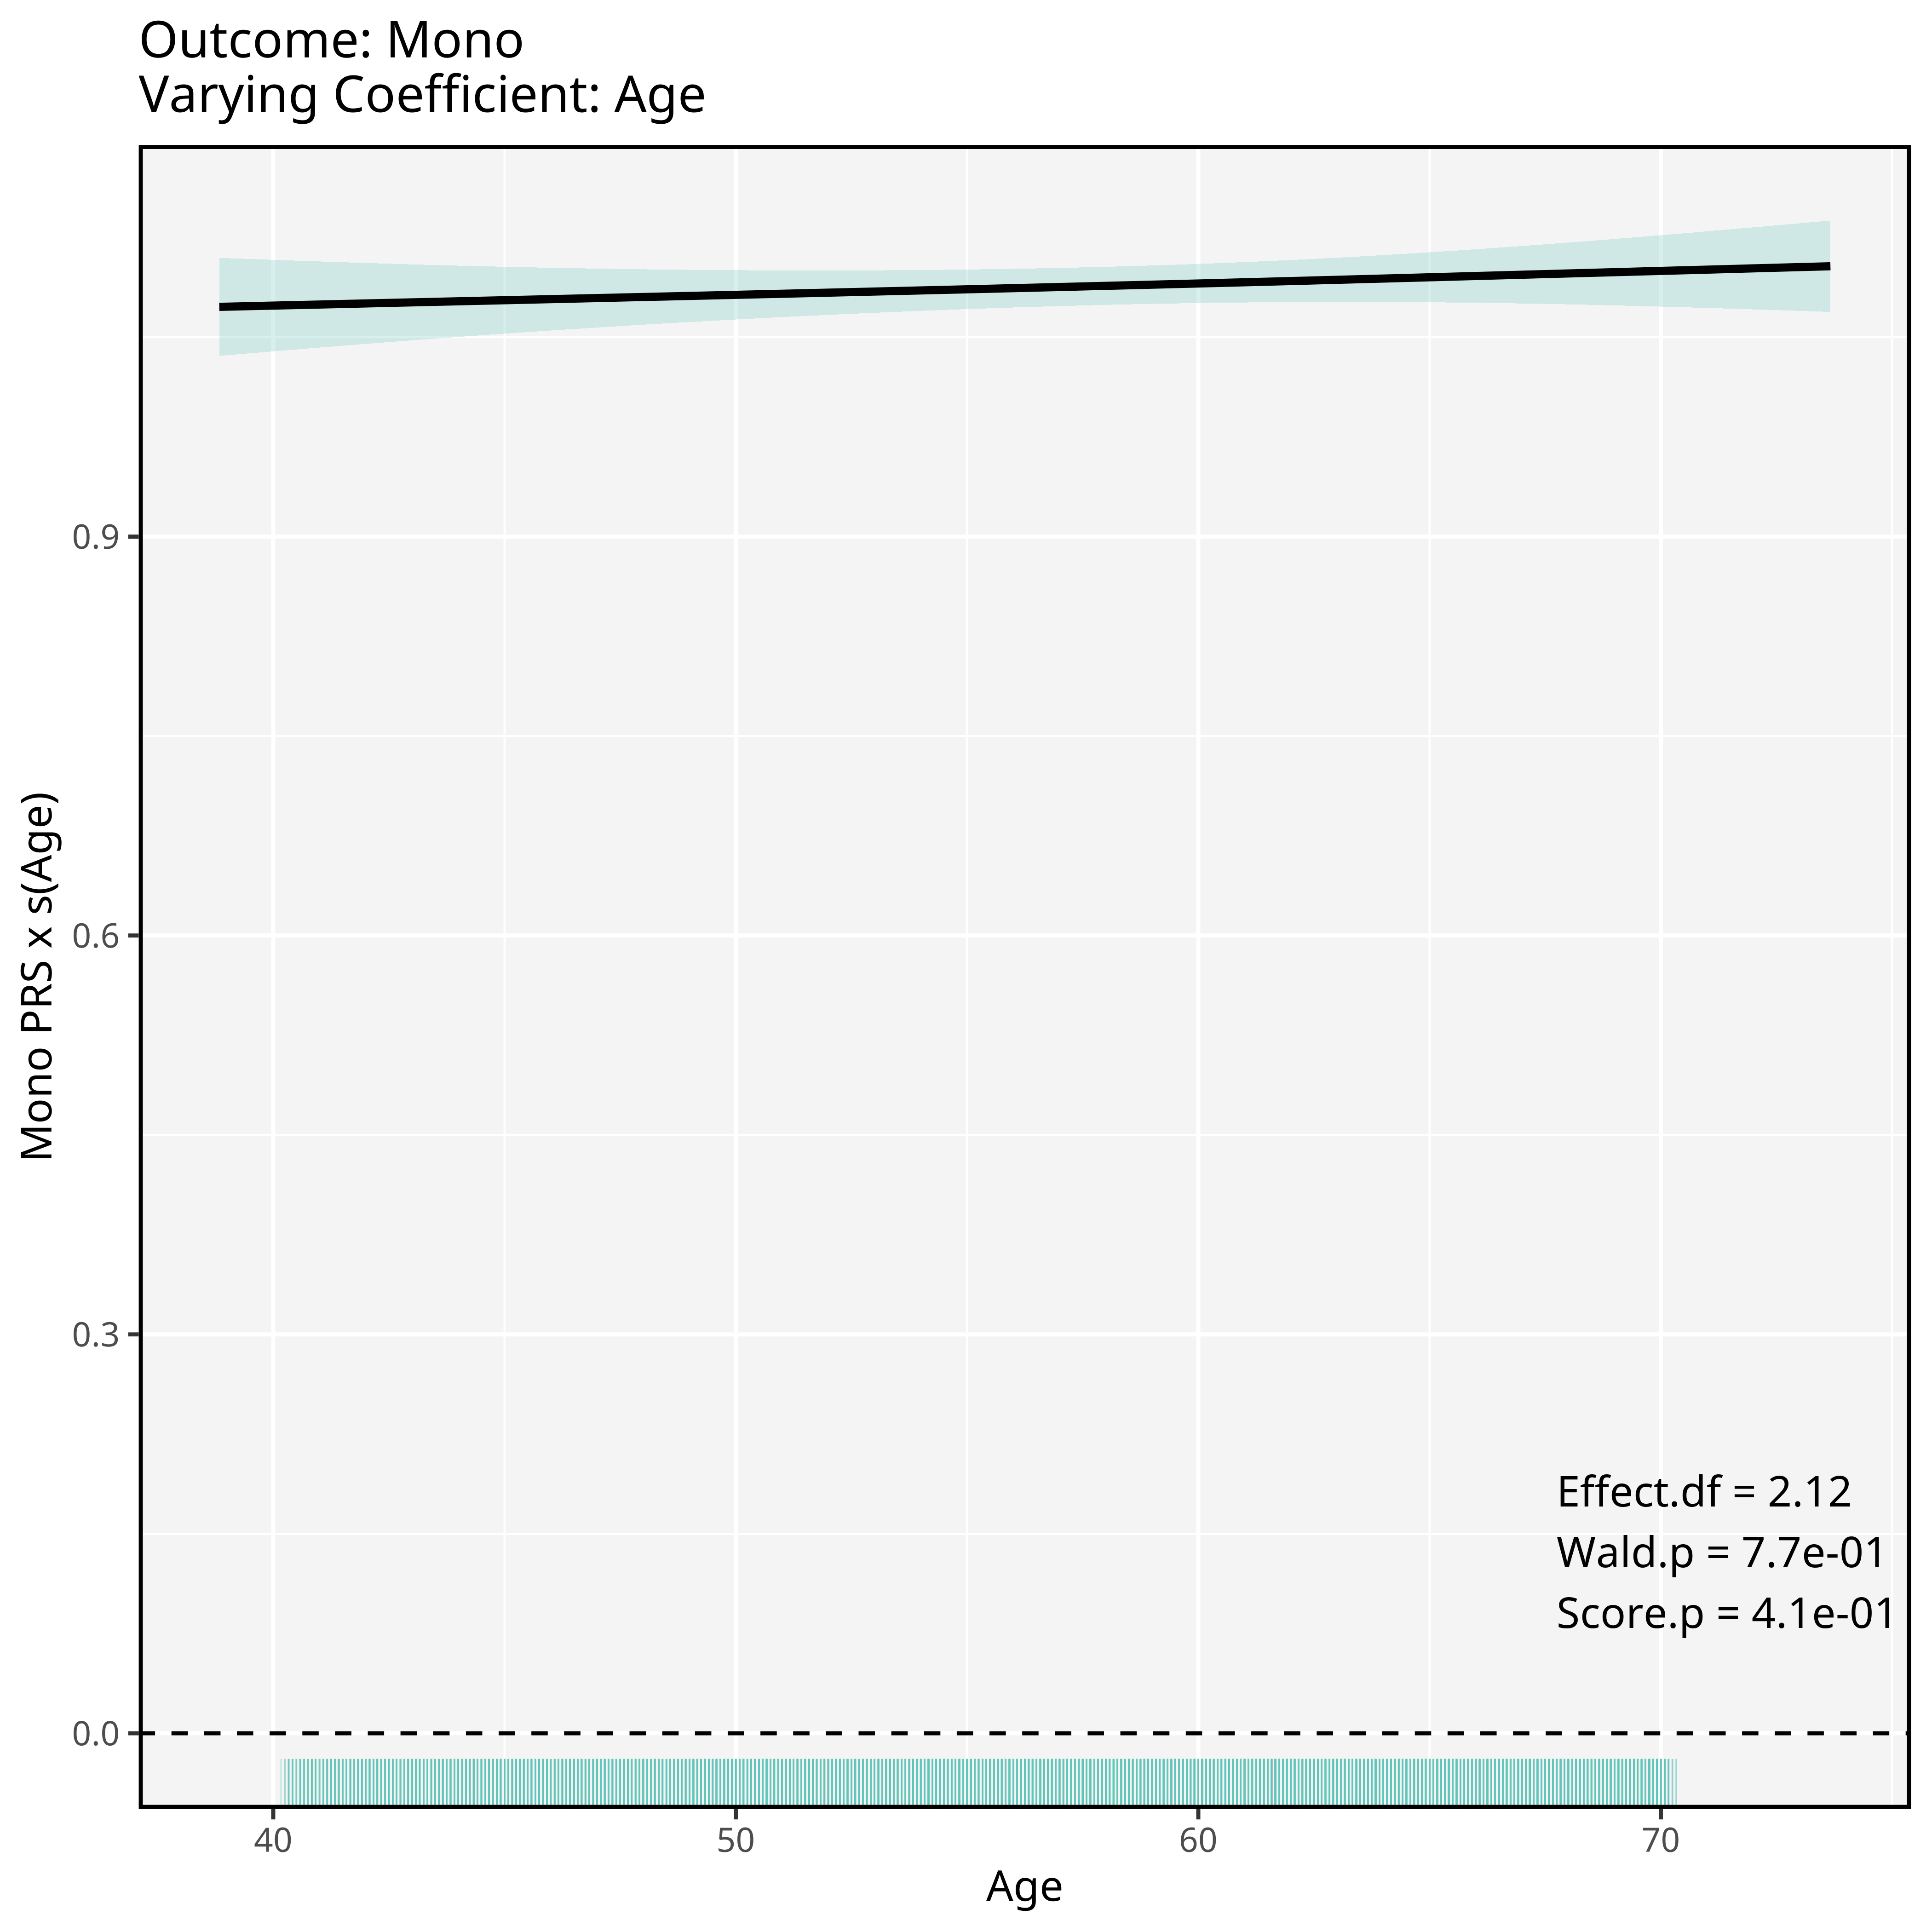 Outcome: Mono
Varying Coefficient: Age
Mono PRS x s(Age)
0.9
0.6
0.3
0.0
Effect.df = 2.12
Wald.p = 7.7e-01
Score.p = 4.1e-01
40 50 60 70
Age